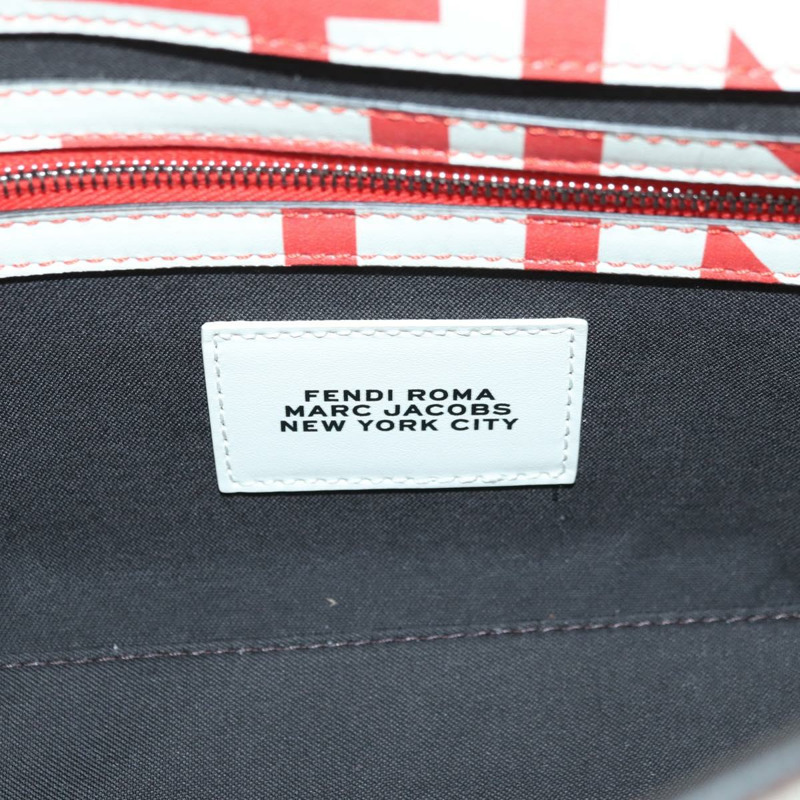 FENDI ROMA
MARC JACOBS
NEW YORK CITY